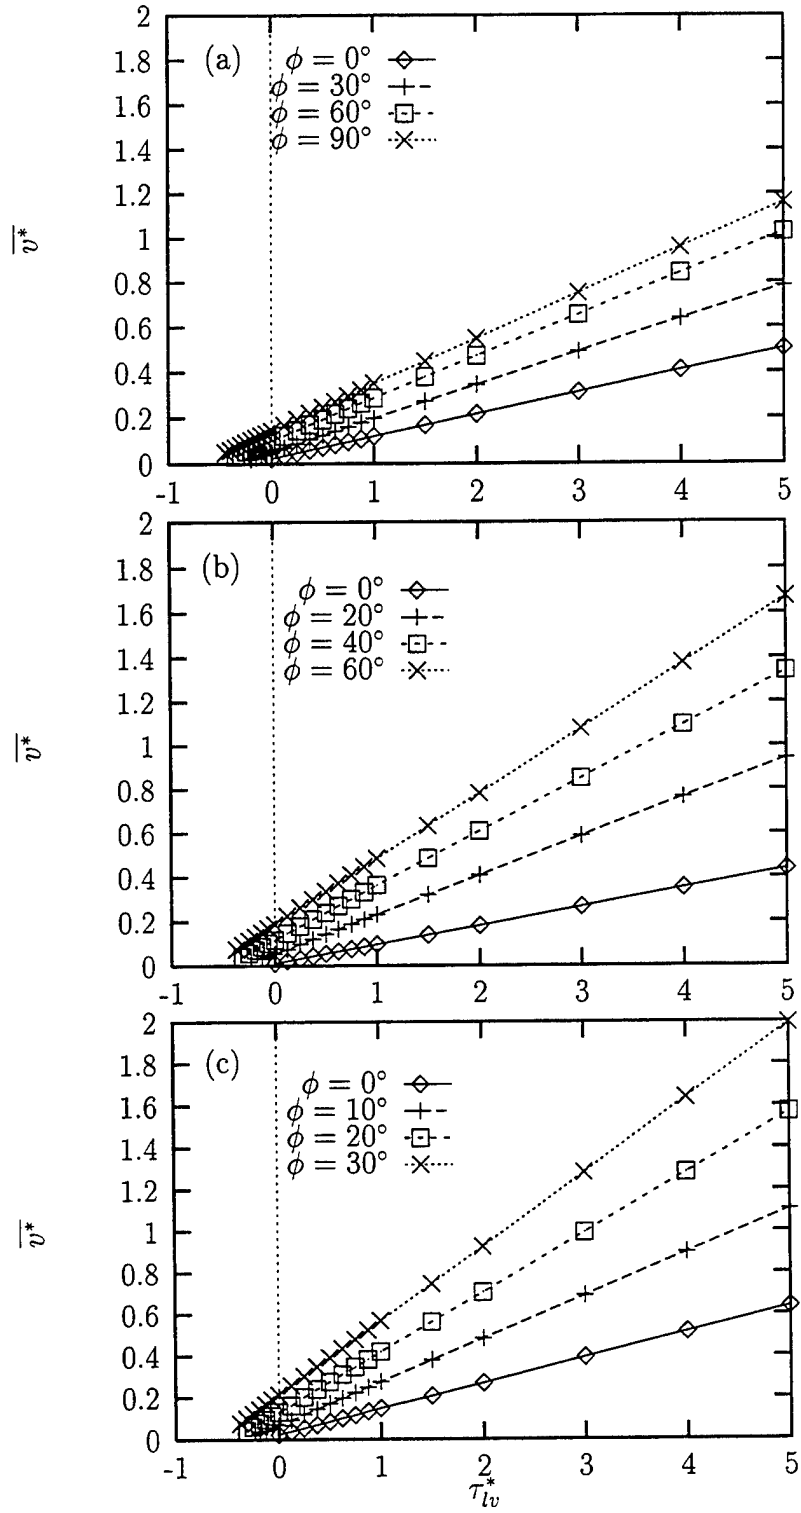 2
1.8
(a)
ϕ = 0°
1.6
ϕ = 30°
ϕ = 60°
1.4
ϕ = 90°
1.2
v*
1
0.8
0.6
0.4
0.2
0
-1 0 1 2 3 4 5
2
1.8
(b)
ϕ = 0°
1.6
ϕ = 20°
ϕ = 40°
1.4
ϕ = 60°
1.2
v*
1
0.8
0.6
0.4
0.2
0
-1 0 1 2 3 4 5
2
1.8
(c)
ϕ = 0°
1.6
ϕ = 10°
ϕ = 20°
1.4
ϕ = 30°
1.2
v*
1
0.8
0.6
0.4
0.2
0
-1 0 1 2 3 4 5
τ*lv